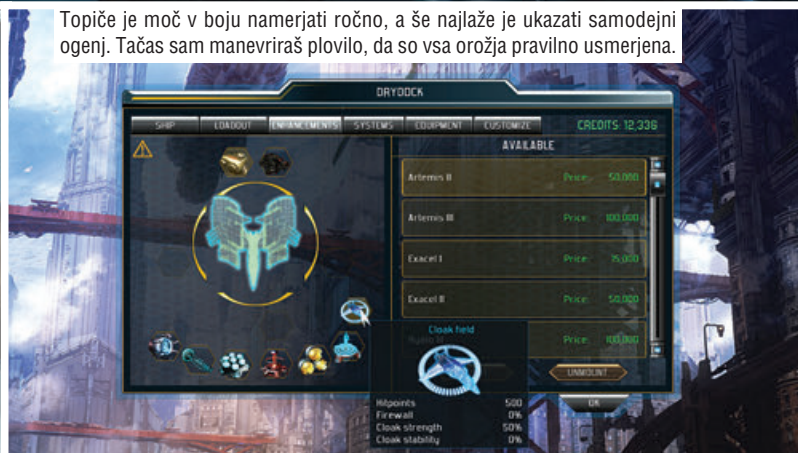 Topiče je moč v boju namerjati ročno, a še najlaže je ukazati samodejni
ogenj. Tačas sam manevriraš plovilo, da so vsa orožja pravilno usmerjena.
DRYDOCK
SHIP LOADOUT ENHANCEMENTS SYSTEMS EQUIPMENT CUSTOMIZE CREDITS: 12,336
AVAILABLE
Artemis II Price: 50,000
Artemis III Price: 100,000
Exacel I Price: 25,000
Exacel II Price: 50,000
Price: 100,000
Cloak field
UNMOUNT
OK
Hitpoints 500
Firewall 0%
Cloak strength 50%
Cloak stability 0%